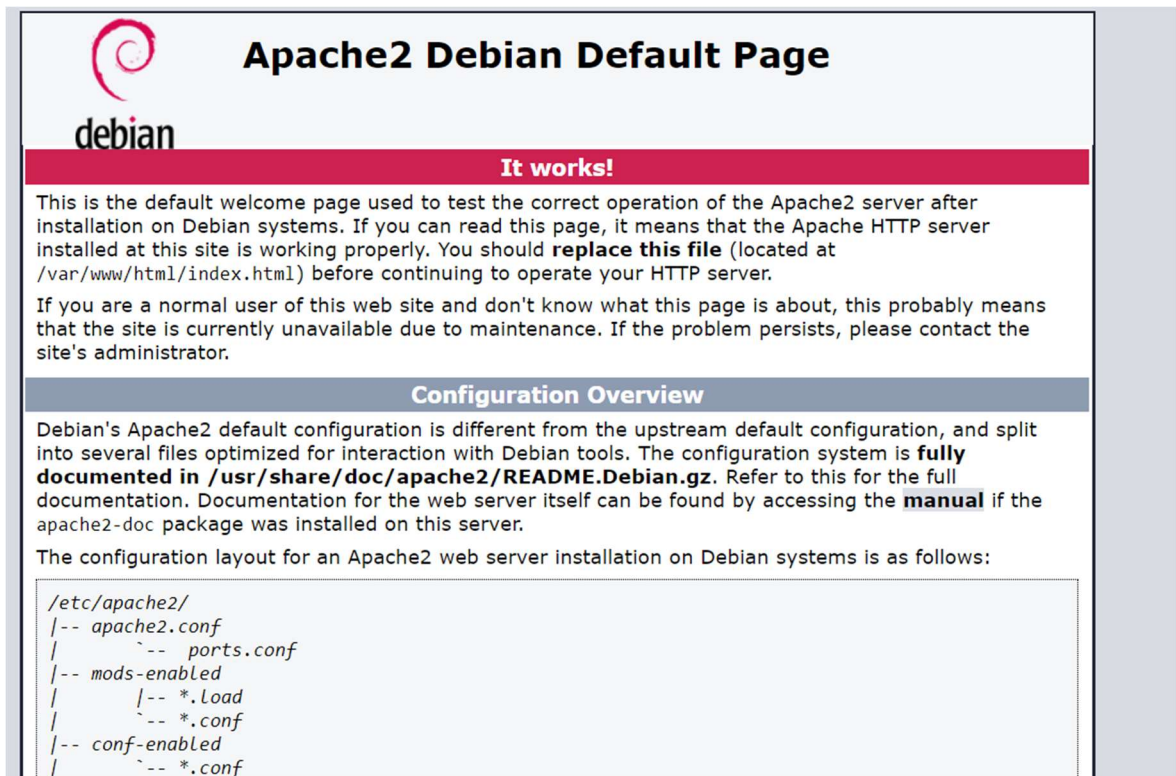 debian
Apache2 Debian Default Page
It works!
This is the default welcome page used to test the correct operation of the Apache2 server after
installation on Debian systems. If you can read this page, it means that the Apache HTTP server
installed at this site is working properly. You should replace this file (located at
/var/www/html/index.html) before continuing to operate your HTTP server.
If you are a normal user of this web site and don't know what this page is about, this probably means
that the site is currently unavailable due to maintenance. If the problem persists, please contact the
site's administrator.
Configuration Overview
Debian's Apache2 default configuration is different from the upstream default configuration, and split
into several files optimized for interaction with Debian tools. The configuration system is fully
documented in /usr/share/doc/apache2/README.Debian.gz. Refer to this for the full
documentation. Documentation for the web server itself can be found by accessing the manual if the
apache2-doc package was installed on this server.
The configuration layout for an Apache2 web server installation on Debian systems is as follows:
/etc/apache2/
|-- apache2.conf
|       `--  ports.conf
|-- mods-enabled
|       |-- *.load
|       `-- *.conf
|-- conf-enabled
|       `-- *.conf